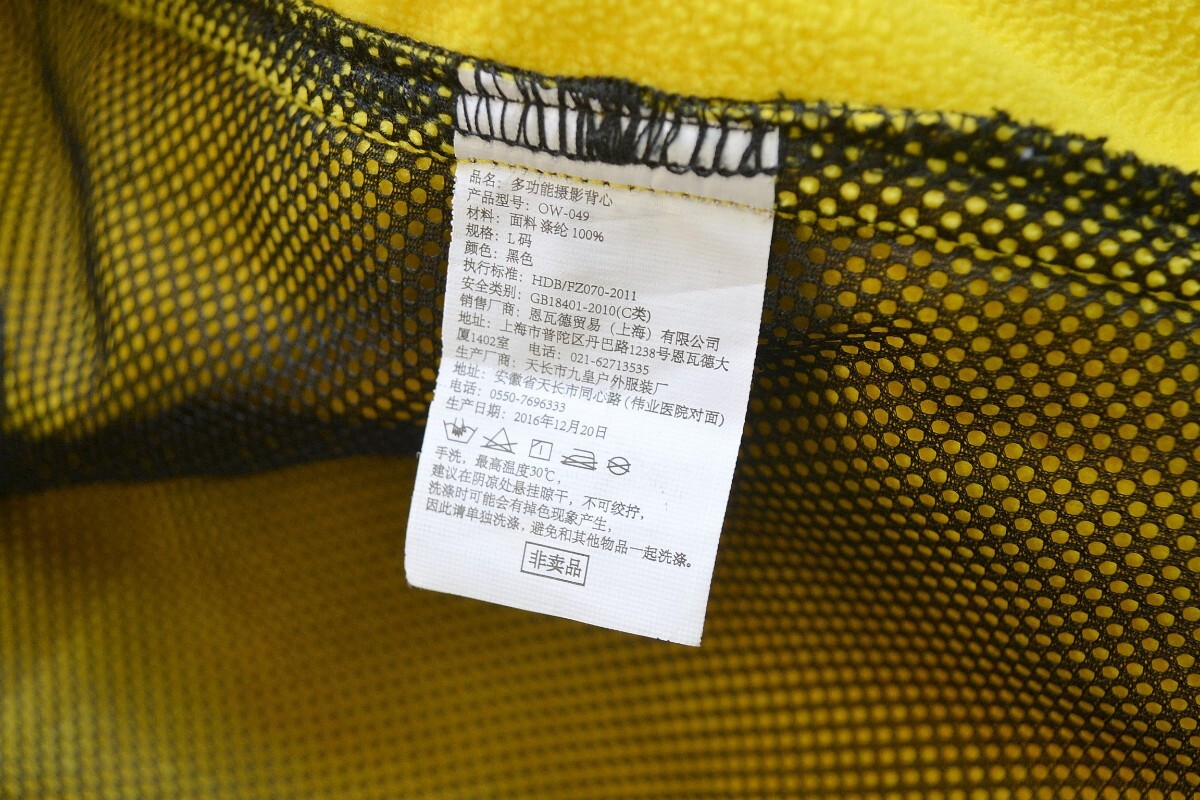 品名：多功能摄影背心
产品型号：OW-049
材料：面料 涤纶 100%
规格：L 码
颜色：黑色
执行标准：HDB/FZ070-2011
安全类别：GB18401-2010(C类)
销售厂商：恩瓦德贸易（上海）有限公司
地址：上海市普陀区丹巴路1238号恩瓦德大
厦1402室 电话：021-62713535
生产厂商：天长市九皇户外服装厂
地址：安徽省天长市同心路 (伟业医院对面)
电话：0550-7696333
生产日期：2016年12月20日
手洗，最高温度30℃，
建议在阴凉处悬挂晾干，不可绞拧，
洗涤时可能会有掉色现象产生，
因此请单独洗涤，避免和其他物品一起洗涤。
非卖品